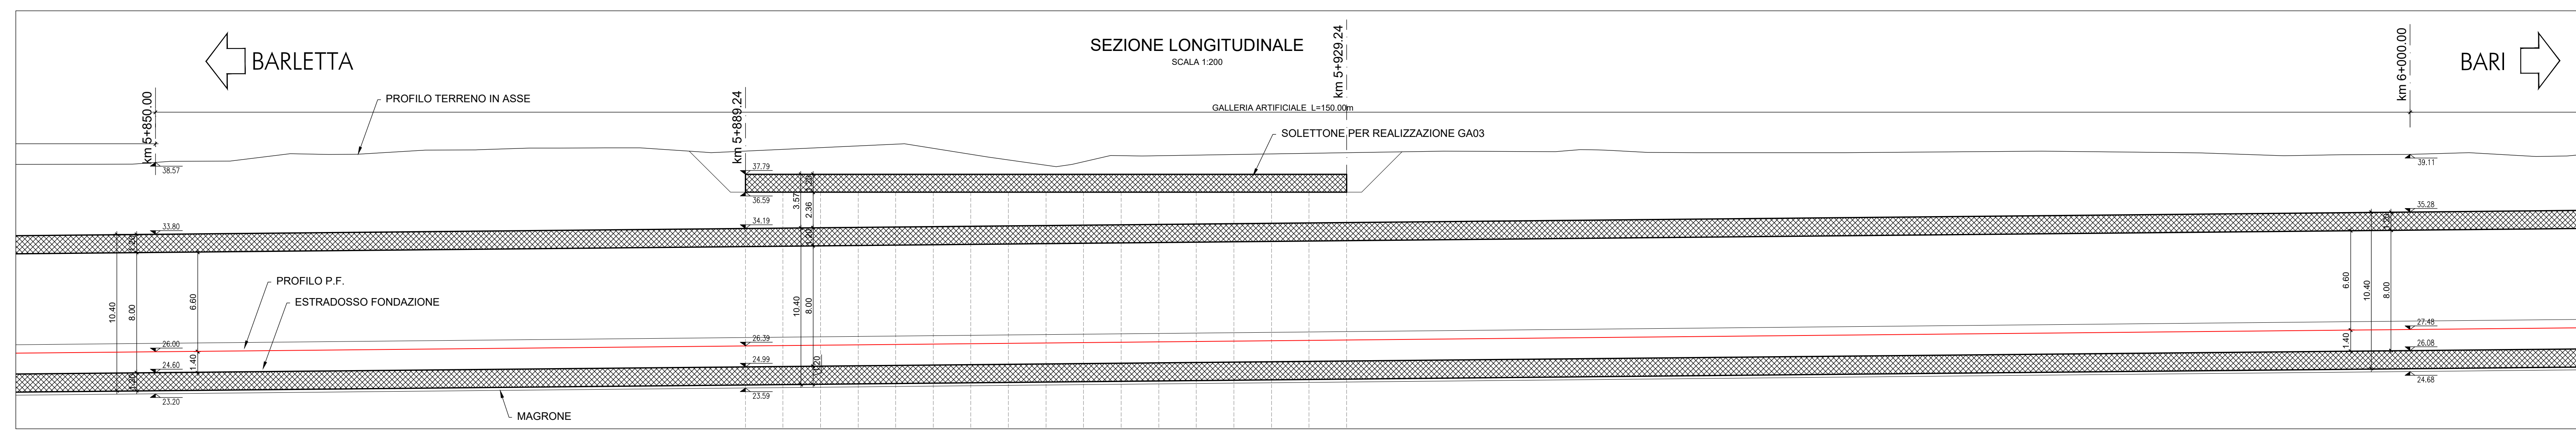 BARLETTA
SEZIONE LONGITUDINALE
SCALA 1:200
BARI
km 5+850.00
km 5+889.24
km 5+929.24
km 6+000.00
PROFILO TERRENO IN ASSE
GALLERIA ARTIFICIALE L=150.00m
SOLETTONE PER REALIZZAZIONE GA03
38.57
37.79
39.11
1.20
36.59
3.57
2.36
34.19
33.80
35.28
1.20
1.20
1.20
PROFILO P.F.
ESTRADOSSO FONDAZIONE
10.40
8.00
6.60
10.40
8.00
6.60
10.40
8.00
26.00
26.39
27.48
1.40
1.40
24.60
24.99
26.08
1.20
1.20
23.20
23.59
24.68
MAGRONE